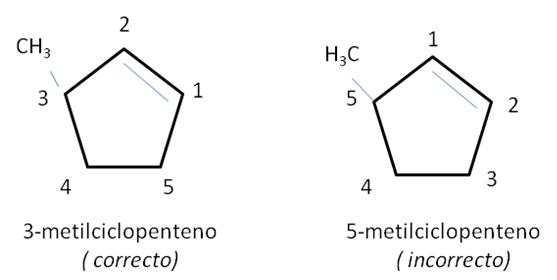 2
CH3
3
1
4
5
3-metilciclopenteno
( correcto)
1
H3C
5
2
4
3
5-metilciclopenteno
( incorrecto)